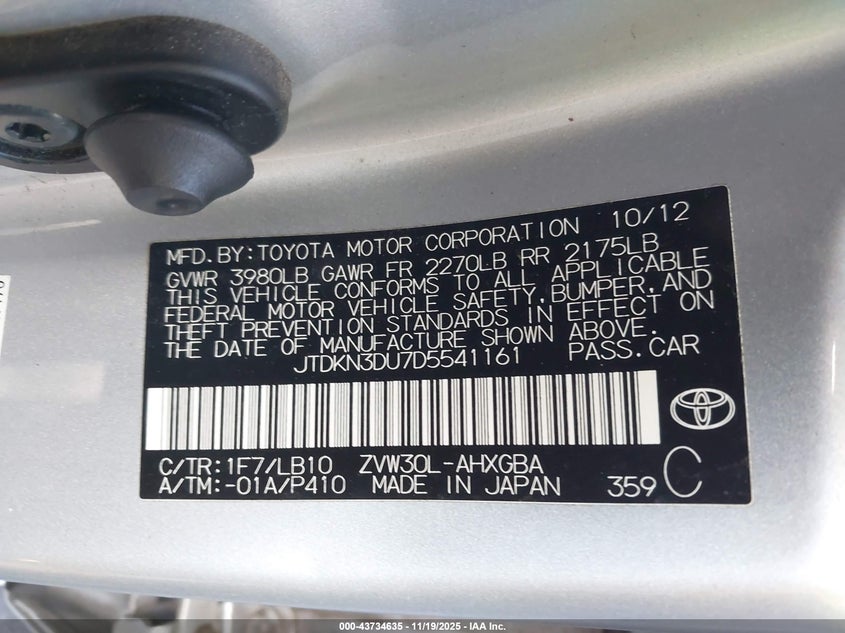 10/12
MFD. BY: TOYOTA MOTOR CORPORATION
GVWR 3980LB GAWR FR 2270LB RR 2175LB
THIS VEHICLE CONFORMS TO ALL APPLICABLE
FEDERAL MOTOR VEHICLE SAFETY, BUMPER, AND
THEFT PREVENTION STANDARDS IN EFFECT ON
THE DATE OF MANUFACTURE SHOWN ABOVE.
JTDKN3DU7D5541161 PASS. CAR
C/TR: 1F7/LB10 ZVW30L-AHXGBA
A/TM: -01A/P410 MADE IN JAPAN 359 C
000-43734635 - 11/19/2025 - IAA Inc.